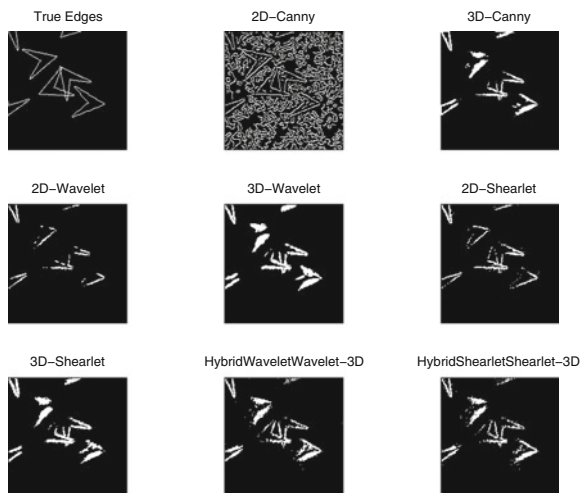 True Edges
2D–Canny
3D–Canny
2D–Wavelet
3D–Wavelet
2D–Shearlet
3D–Shearlet
HybridWaveletWavelet–3D
HybridShearletShearlet–3D